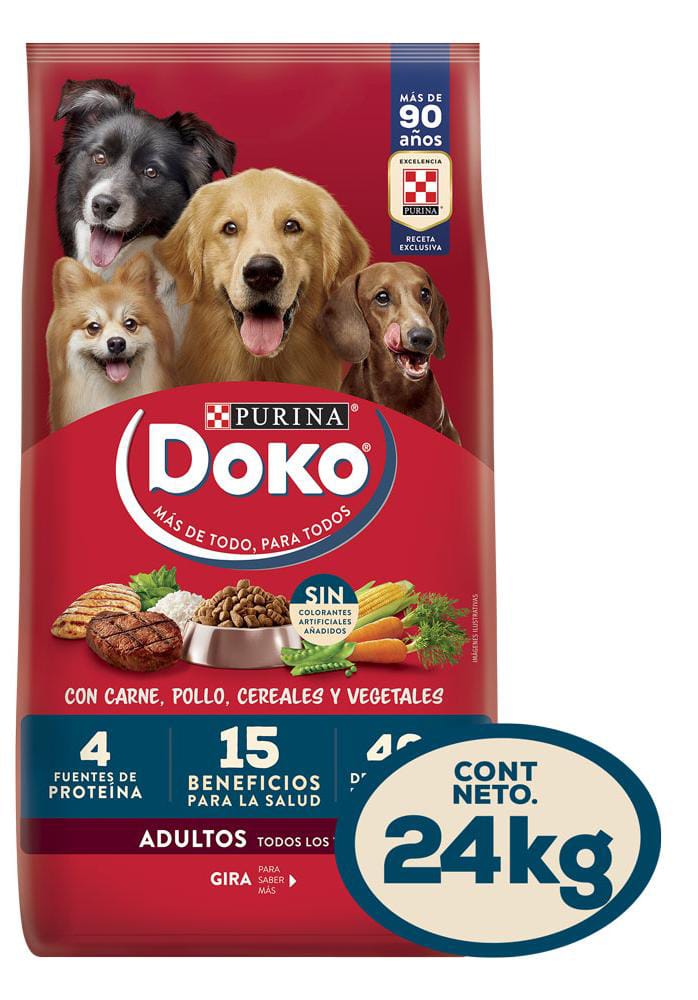 MÁS DE
90
años
EXCELENCIA
PURINA
RECETA
EXCLUSIVA
PURINA®
DOKO®
MÁS DE TODO, PARA TODOS
SIN
COLORANTES
ARTIFICIALES
AÑADIDOS
IMÁGENES ILUSTRATIVAS
CON CARNE, POLLO, CEREALES Y VEGETALES
4
FUENTES DE
PROTEÍNA
15
BENEFICIOS
PARA LA SALUD
ADULTOS TODOS LOS
GIRA PARA
SABER
MÁS
CONT
NETO.
24kg